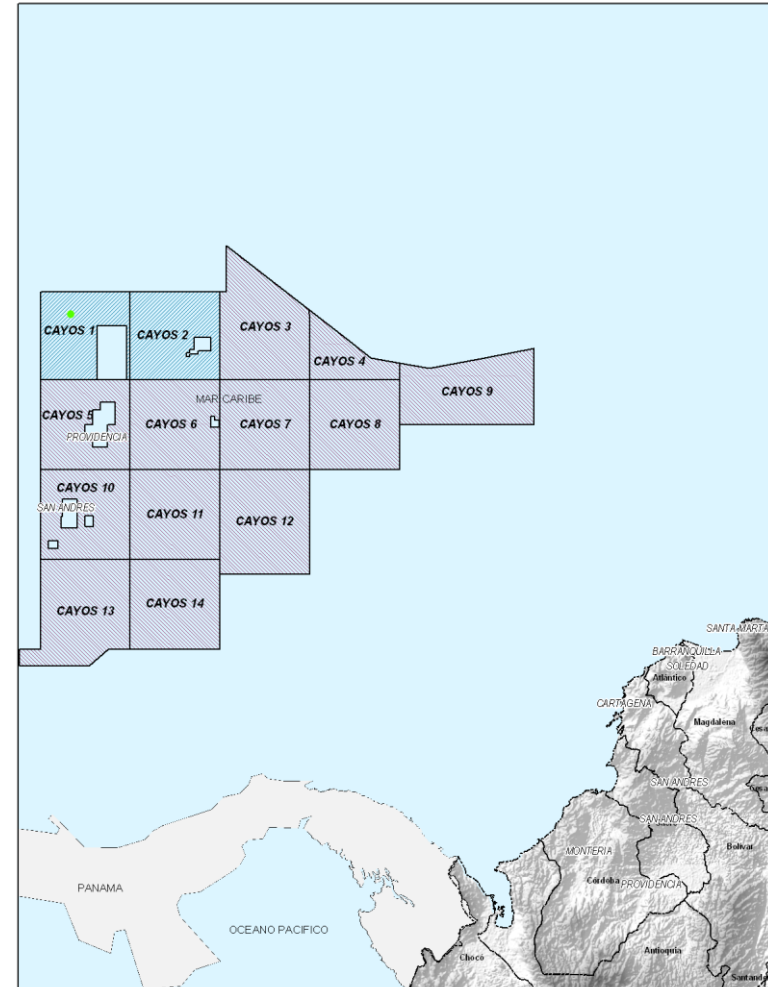 CAYOS 3
CAYOS 1
CAYOS 2
CAYOS 4
CAYOS 9
MAR CARIBE
CAYOS 5
CAYOS 6
CAYOS 7
CAYOS 8
PROVIDENCIA
CAYOS 10
SAN ANDRES
CAYOS 11
CAYOS 12
CAYOS 13
CAYOS 14
SANTA MARTA
BARRANQUILLA
SOLEDAD
Atlántico
CARTAGENA
Magdalena
SAN ANDRES
SAN ANDRES
Bolivar
MONTERIA
Córdoba
PROVIDENCIA
PANAMA
OCEANO PACIFICO
Antioquia
Chocó